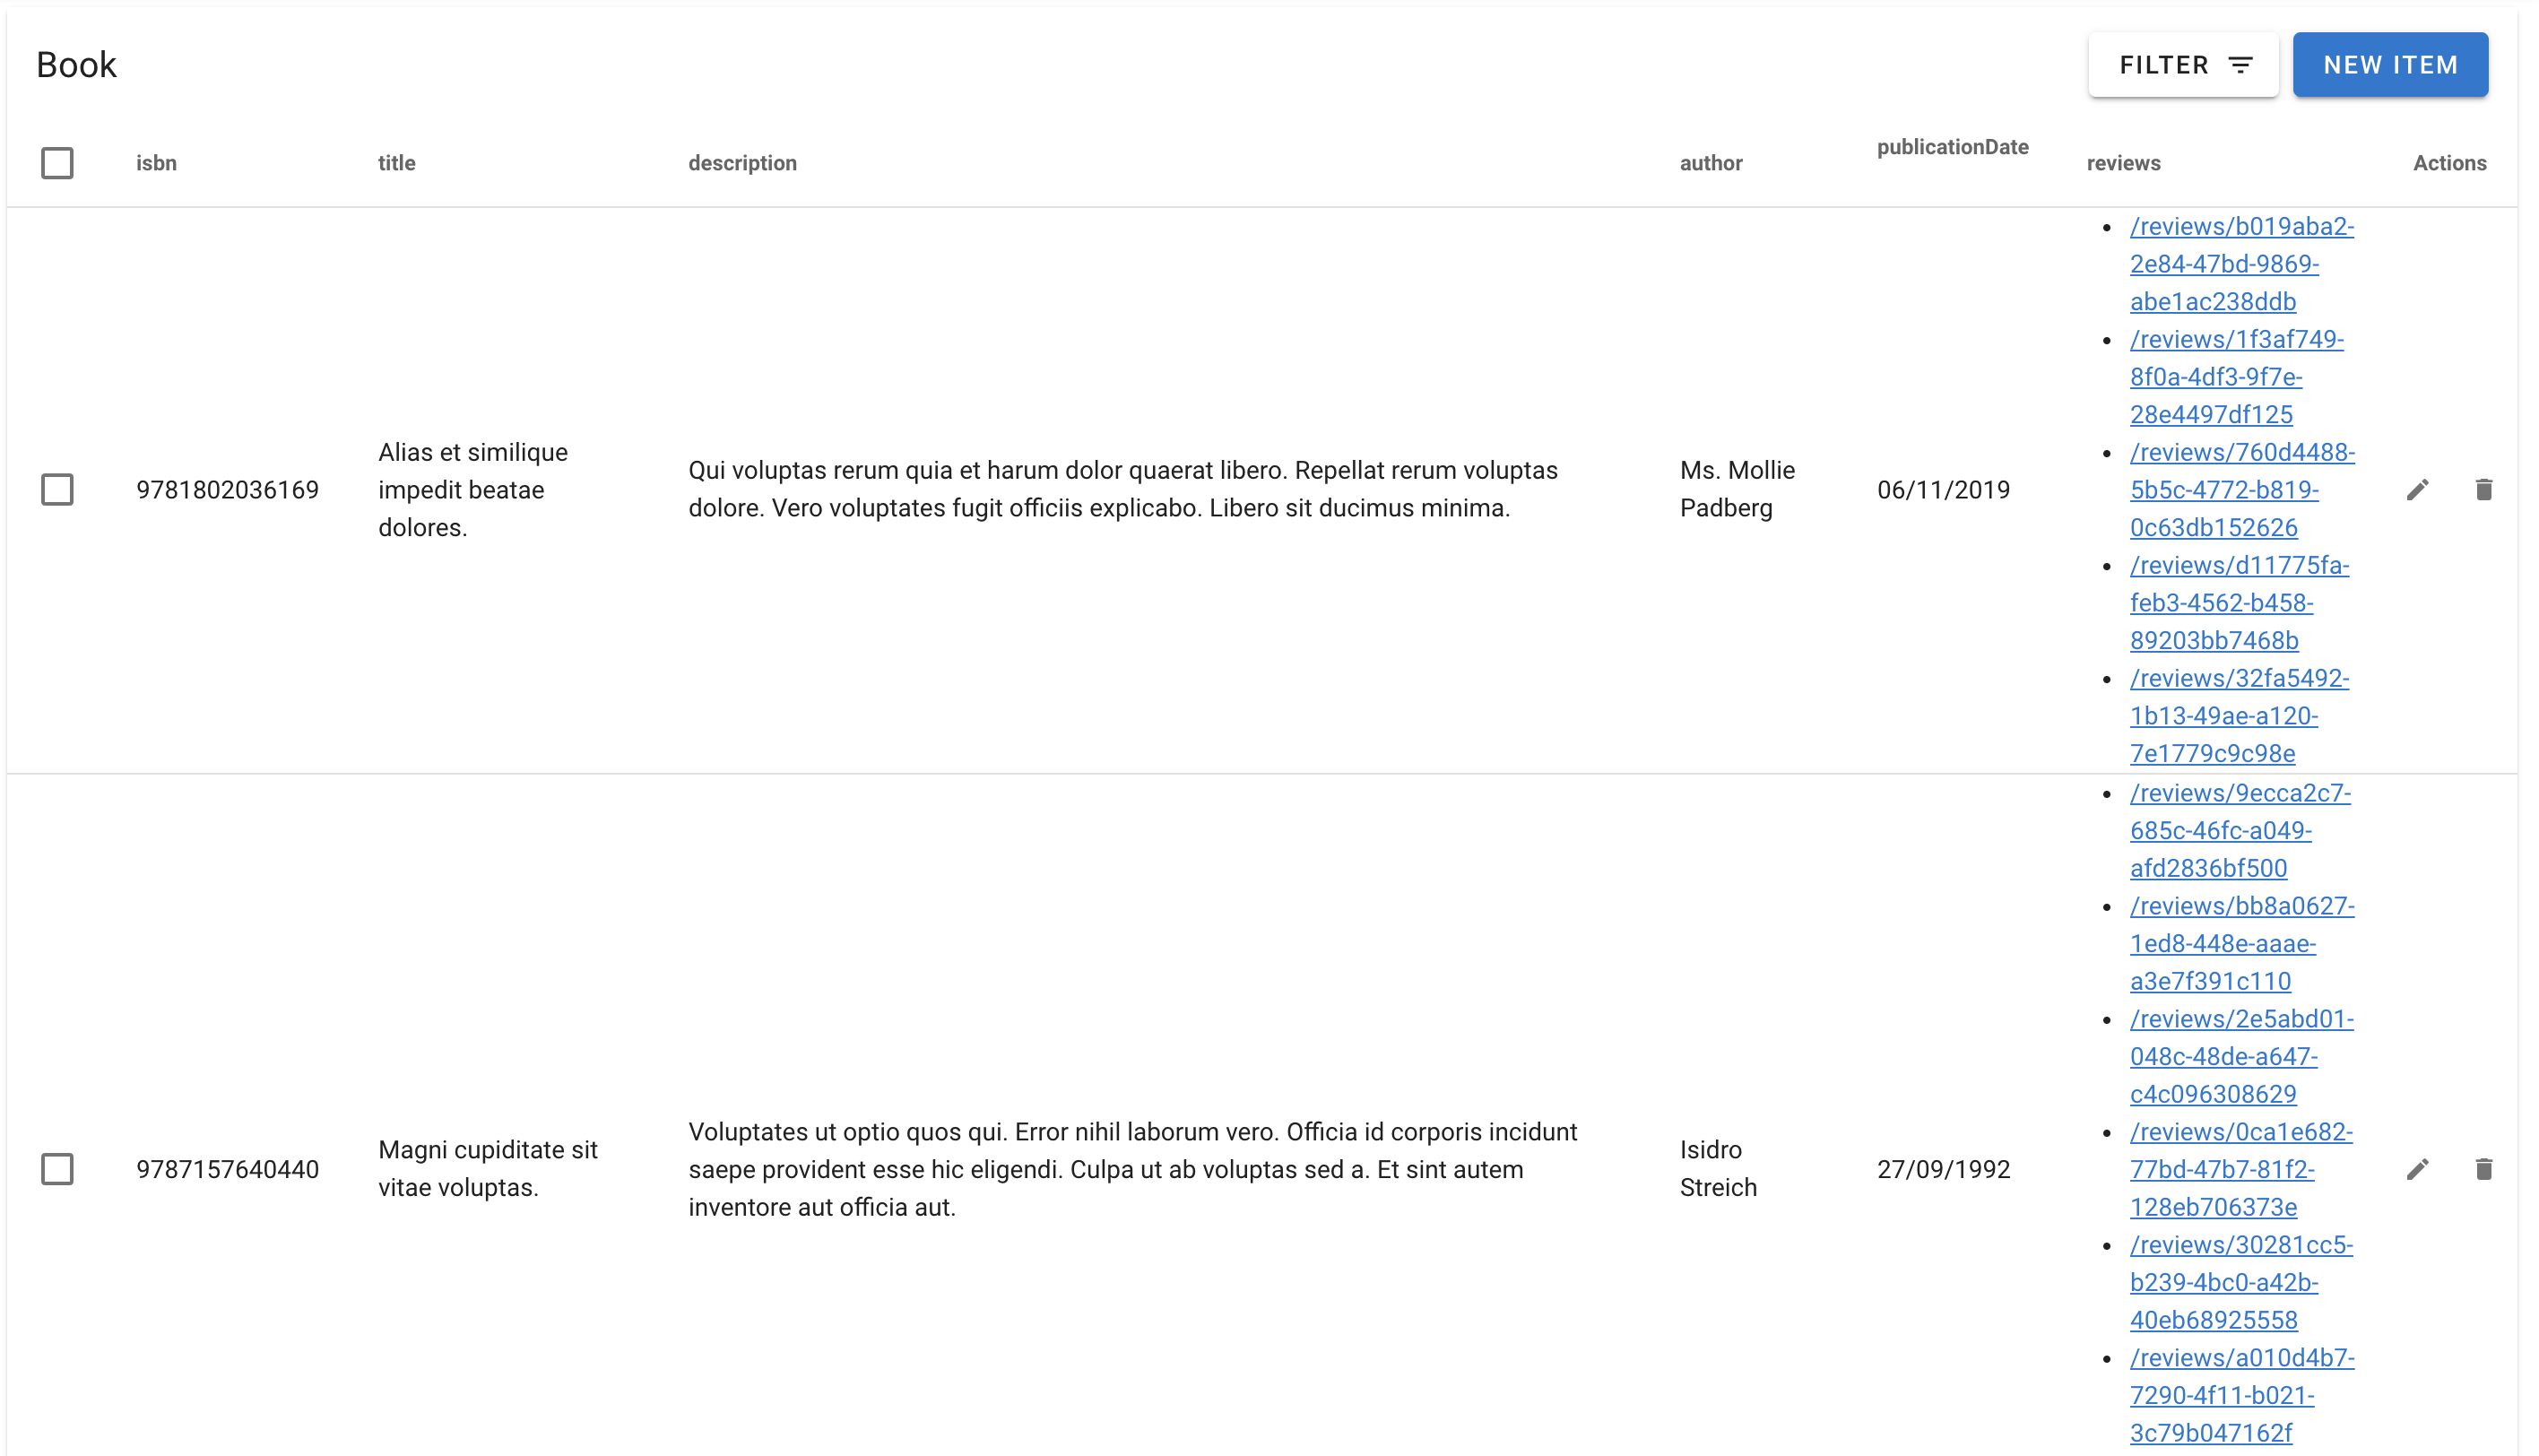 Book
FILTER
NEW ITEM
isbn
title
description
author
publicationDate
reviews
Actions
9781802036169
Alias et similique
impedit beatae
dolores.
Qui voluptas rerum quia et harum dolor quaerat libero. Repellat rerum voluptas
dolore. Vero voluptates fugit officiis explicabo. Libero sit ducimus minima.
Ms. Mollie
Padberg
06/11/2019
/reviews/b019aba2-
2e84-47bd-9869-
abe1ac238ddb
/reviews/1f3af749-
8f0a-4df3-9f7e-
28e4497df125
/reviews/760d4488-
5b5c-4772-b819-
0c63db152626
/reviews/d11775fa-
feb3-4562-b458-
89203bb7468b
/reviews/32fa5492-
1b13-49ae-a120-
7e1779c9c98e
9787157640440
Magni cupiditate sit
vitae voluptas.
Voluptates ut optio quos qui. Error nihil laborum vero. Officia id corporis incidunt
saepe provident esse hic eligendi. Culpa ut ab voluptas sed a. Et sint autem
inventore aut officia aut.
Isidro
Streich
27/09/1992
/reviews/9ecca2c7-
685c-46fc-a049-
afd2836bf500
/reviews/bb8a0627-
1ed8-448e-aaae-
a3e7f391c110
/reviews/2e5abd01-
048c-48de-a647-
c4c096308629
/reviews/0ca1e682-
77bd-47b7-81f2-
128eb706373e
/reviews/30281cc5-
b239-4bc0-a42b-
40eb68925558
/reviews/a010d4b7-
7290-4f11-b021-
3c79b047162f